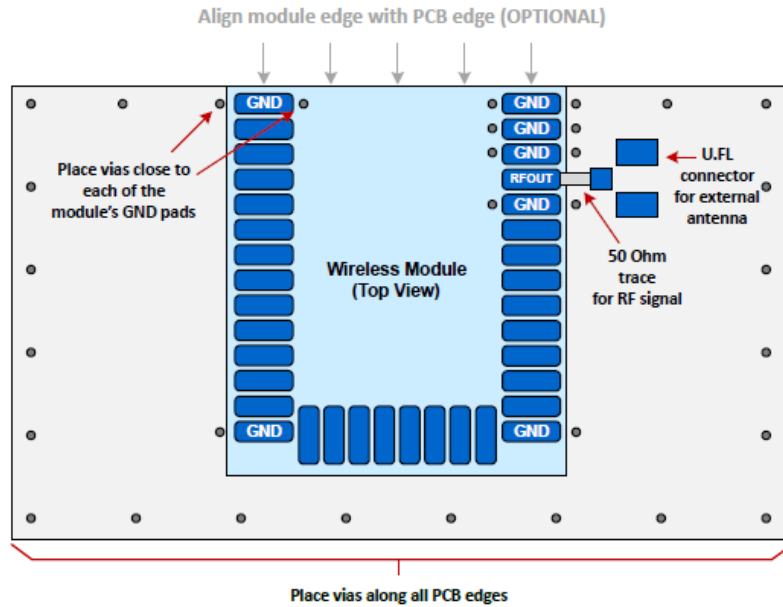 Align module edge with PCB edge (OPTIONAL)
GND
GND
GND
GND
RFOUT
GND
Place vias close to
each of the
module's GND pads
U.FL
connector
for external
antenna
50 Ohm
trace
for RF signal
Wireless Module
(Top View)
GND
GND
Place vias along all PCB edges